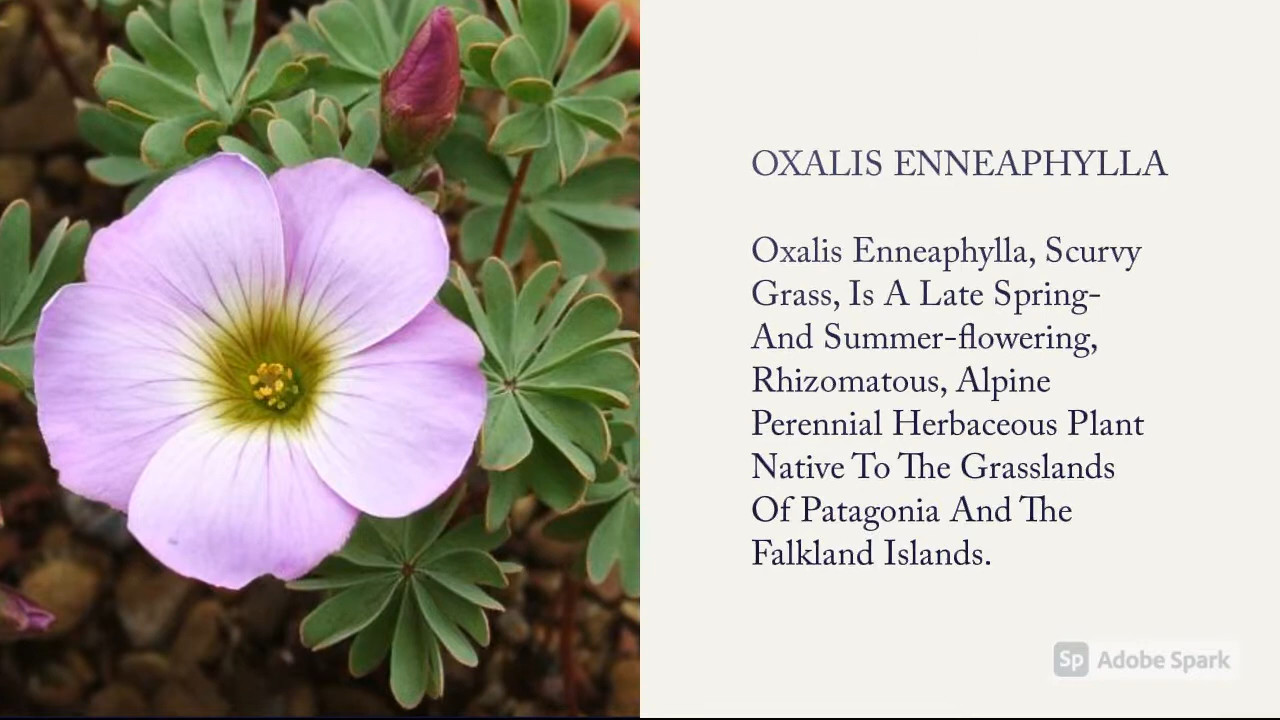 OXALIS ENNEAPHYLLA
Oxalis Enneaphylla, Scurvy
Grass, Is A Late Spring-
And Summer-flowering,
Rhizomatous, Alpine
Perennial Herbaceous Plant
Native To The Grasslands
Of Patagonia And The
Falkland Islands.
Sp Adobe Spark